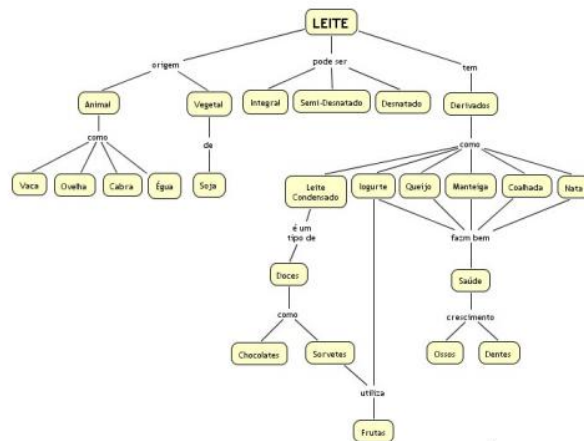 LEITE
origem
pode ser
tem
Animal
Vegetal
Integral
Semi-Desnatado
Desnatado
Derivados
como
de
como
Vaca
Ovelha
Cabra
Égua
Soja
Leite
Condensado
Iogurte
Queijo
Manteiga
Coalhada
Nata
é um
tipo de
fazm bem
Doces
Saúde
como
crescimento
Chocolates
Sorvetes
Ossos
Dentes
utiliza
Frutas